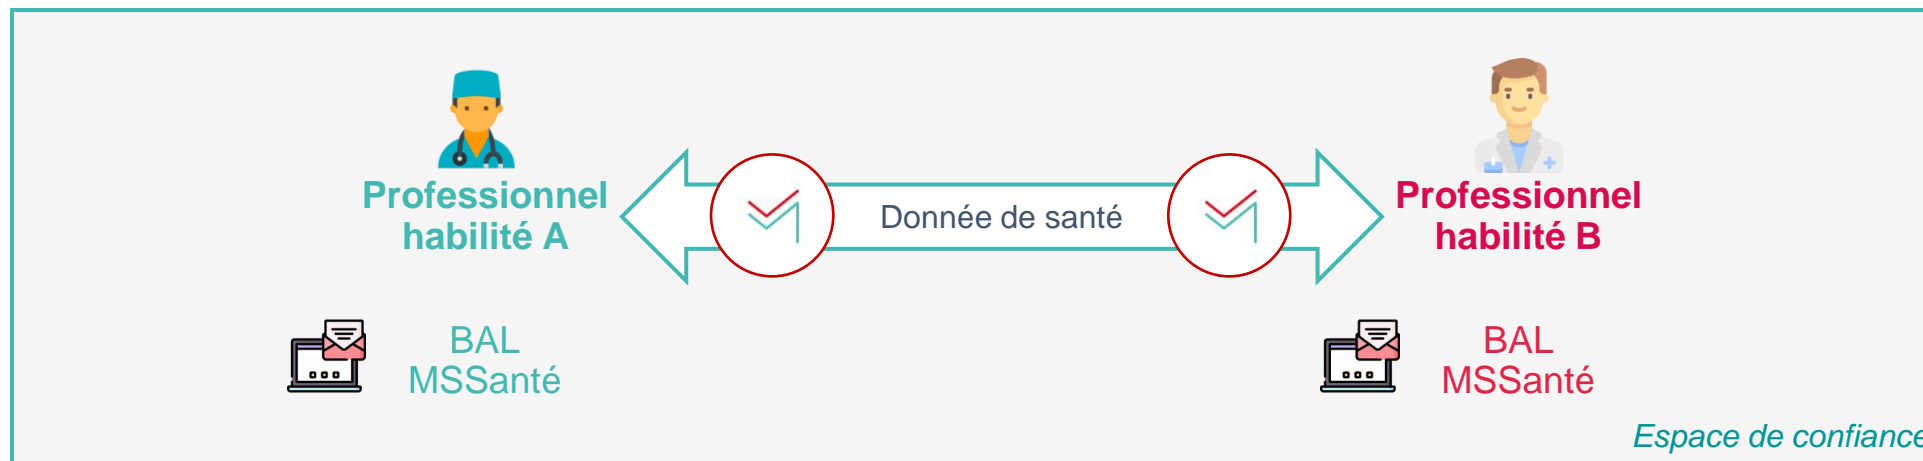 Professionnel
habilité A
Donnée de santé
Professionnel
habilité B
BAL
MSSanté
BAL
MSSanté
Espace de confiance